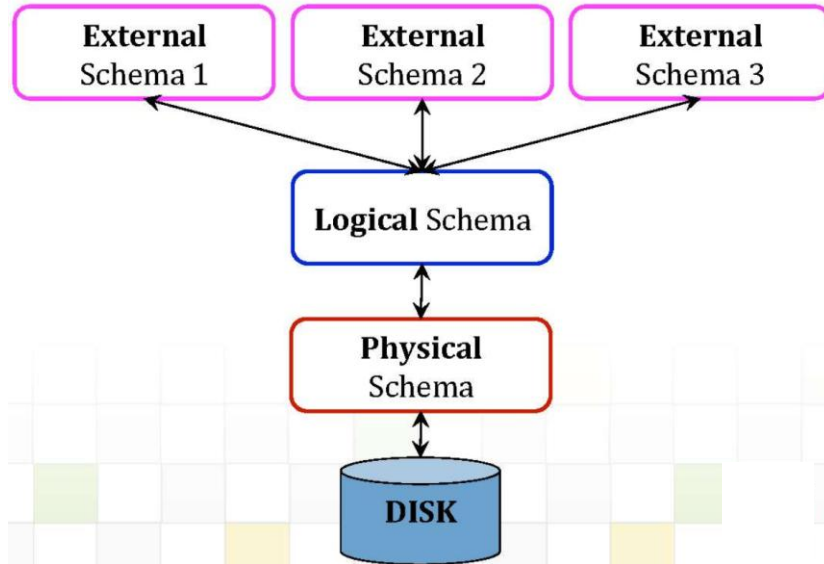 External
Schema 1
External
Schema 2
External
Schema 3
Logical Schema
Physical
Schema
DISK